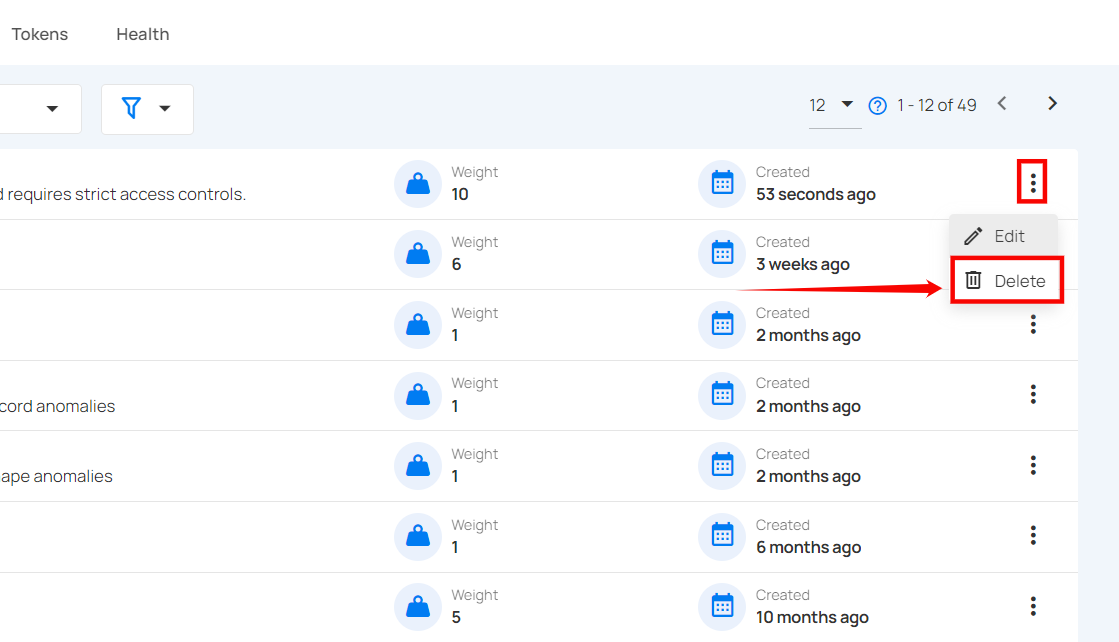 Tokens Health
12 1 - 12 of 49
Weight Created
requires strict access controls. 10 53 seconds ago
Edit
Weight Created
6 3 weeks ago
Delete
Weight Created
1 2 months ago
Weight Created
anomalies 1 2 months ago
Weight Created
anomalies 1 2 months ago
Weight Created
1 6 months ago
Weight Created
5 10 months ago